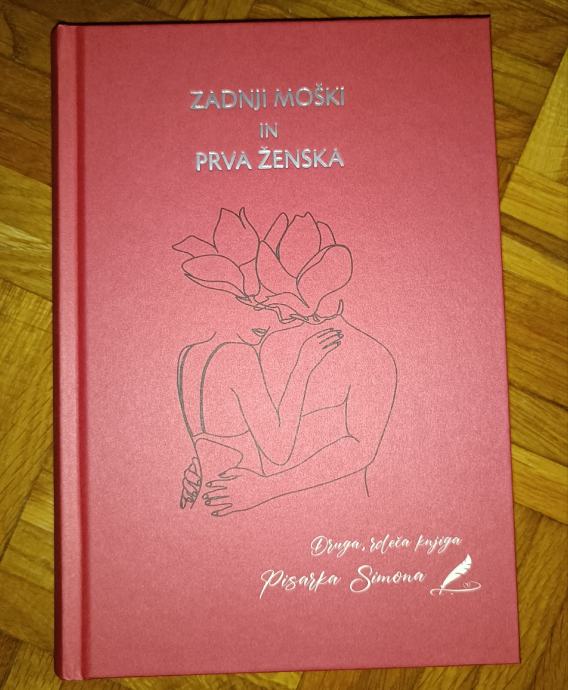 ZADNJI MOŠKI
IN
PRVA ŽENSKA
Druga, rdeča knjiga
Pisarka Simona